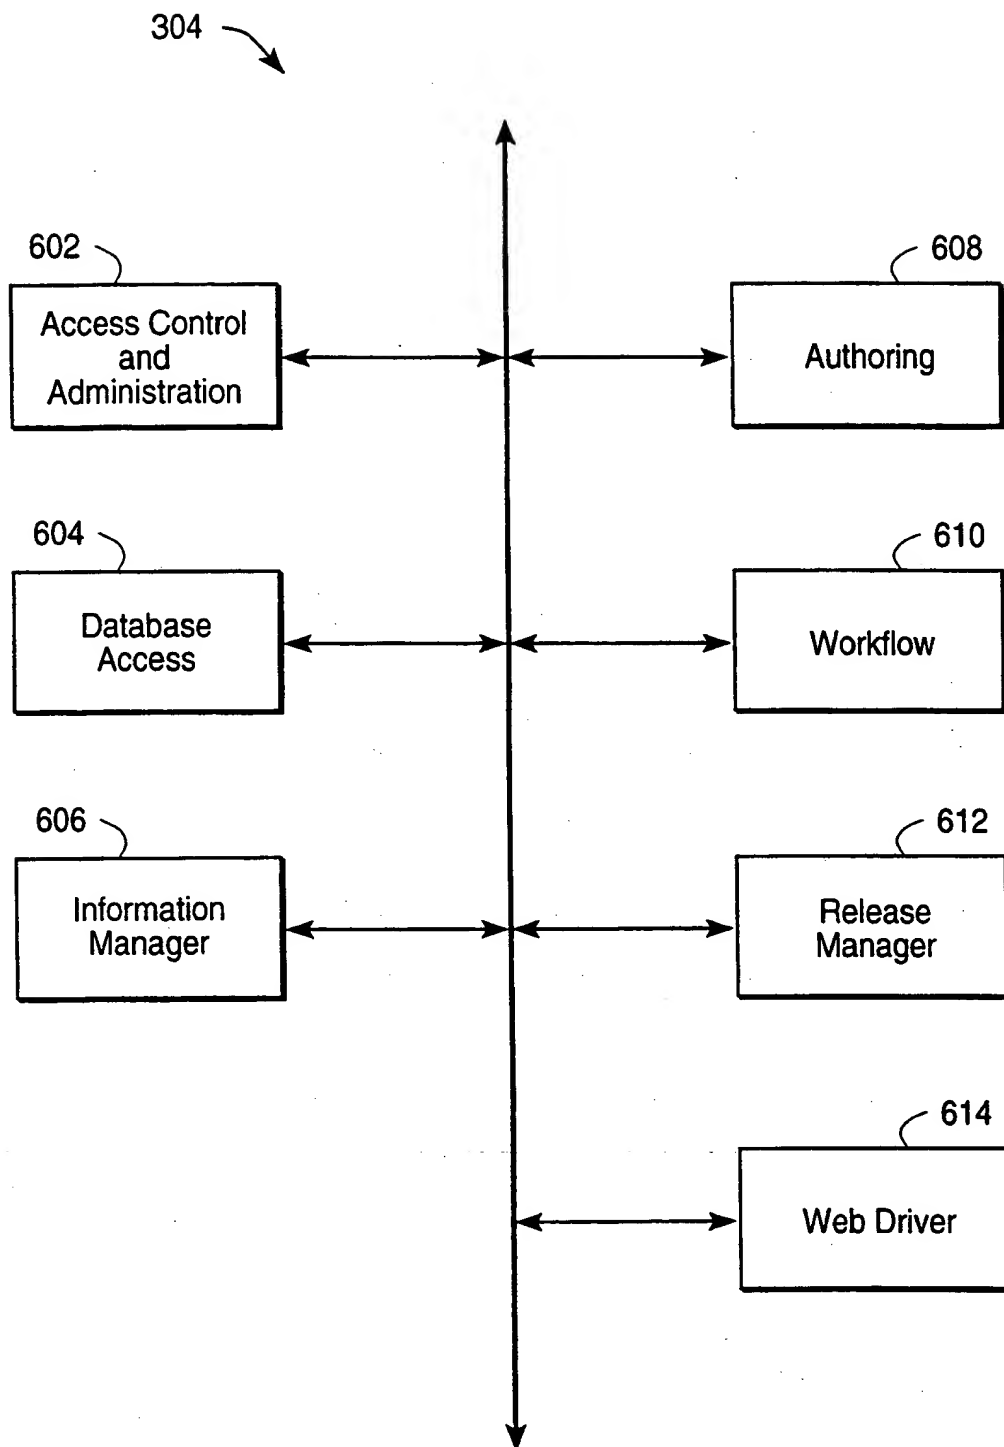 304
602
Access Control
and
Administration
608
Authoring
604
Database
Access
610
Workflow
606
Information
Manager
612
Release
Manager
614
Web Driver